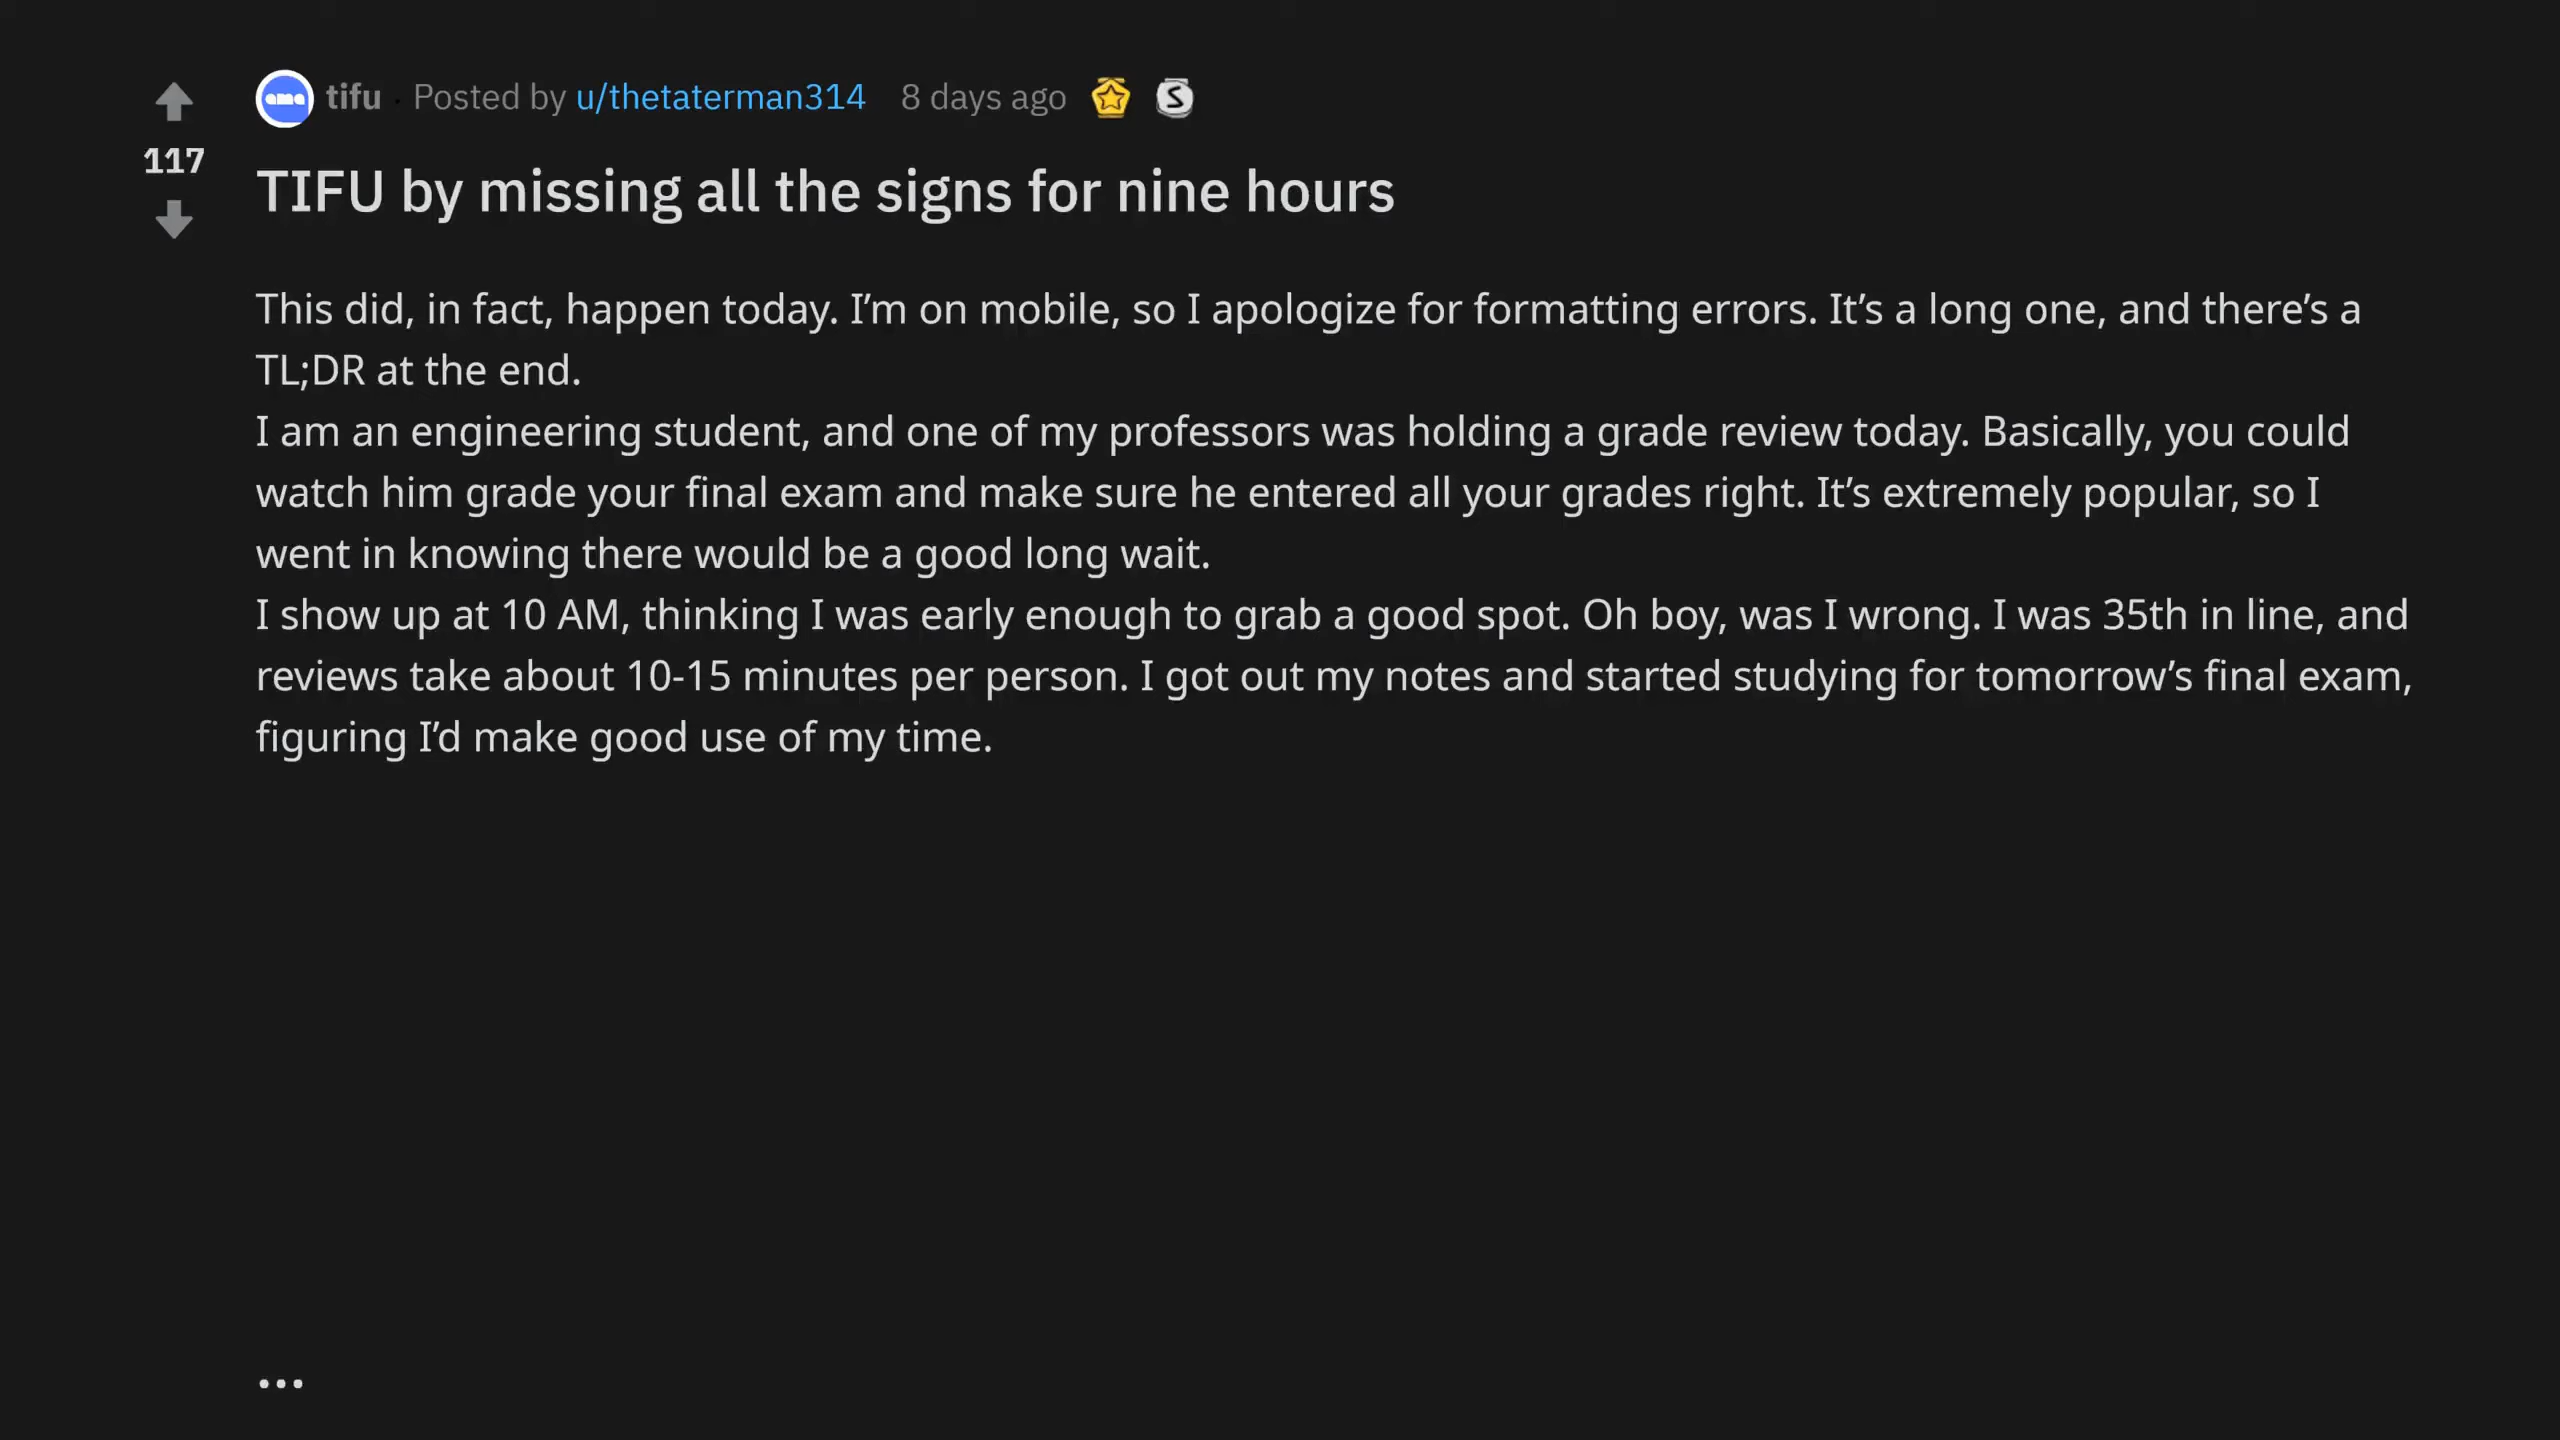 tifu · Posted by u/thetaterman314 8 days ago
117
TIFU by missing all the signs for nine hours
This did, in fact, happen today. I’m on mobile, so I apologize for formatting errors. It’s a long one, and there’s a
TL;DR at the end.
I am an engineering student, and one of my professors was holding a grade review today. Basically, you could
watch him grade your final exam and make sure he entered all your grades right. It’s extremely popular, so I
went in knowing there would be a good long wait.
I show up at 10 AM, thinking I was early enough to grab a good spot. Oh boy, was I wrong. I was 35th in line, and
reviews take about 10-15 minutes per person. I got out my notes and started studying for tomorrow’s final exam,
figuring I’d make good use of my time.
...